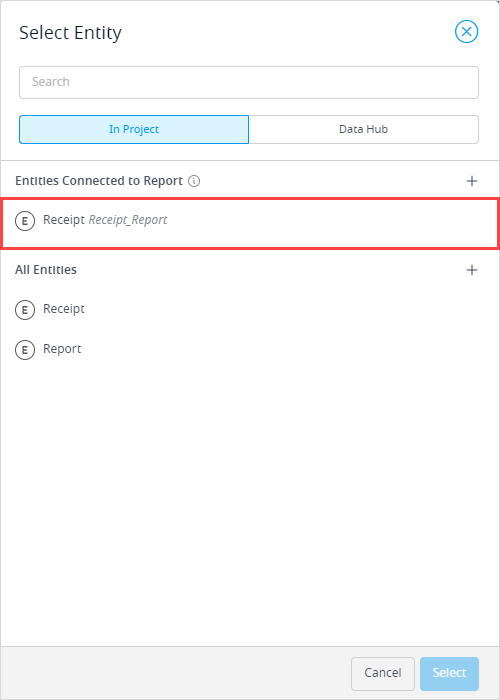 Select Entity
Search
In Project
Data Hub
Entities Connected to Report
E Receipt Receipt_Report
All Entities
E Receipt
E Report
Cancel
Select